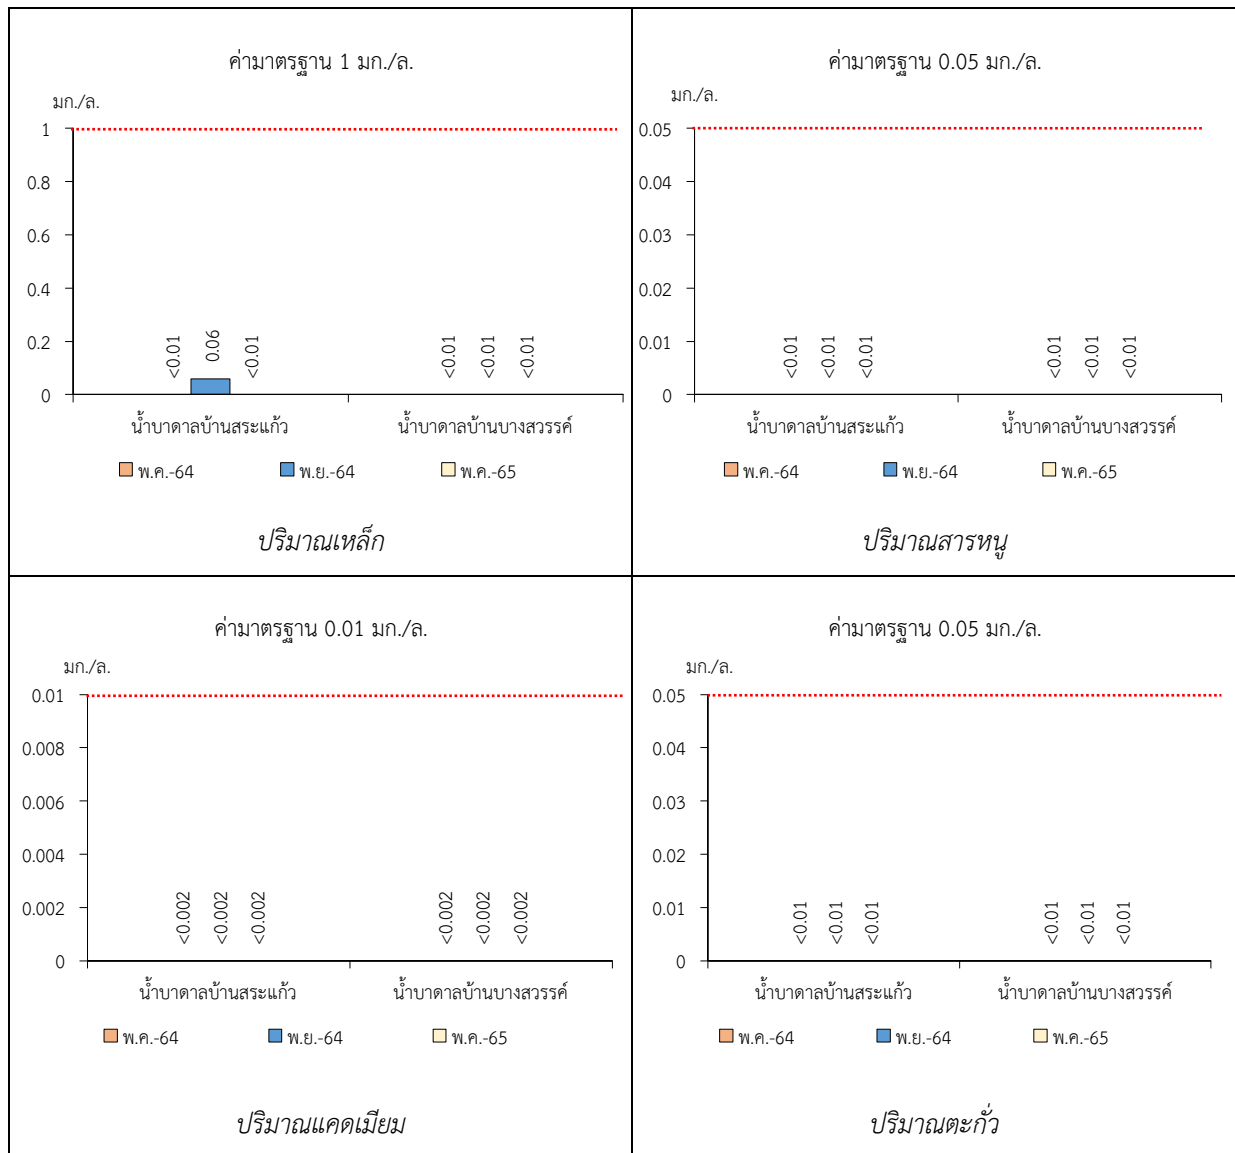 ค่ามาตรฐาน 1 มก./ล.
มก./ล.
1
0.8
0.6
0.4
0.2
0
<0.01
0.06
<0.01
<0.01
<0.01
<0.01
น้ำบาดาลบ้านสระแก้ว
น้ำบาดาลบ้านบางสวรรค์
พ.ค.-64
พ.ย.-64
พ.ค.-65
ปริมาณเหล็ก
ค่ามาตรฐาน 0.05 มก./ล.
มก./ล.
0.05
0.04
0.03
0.02
0.01
0
<0.01
<0.01
<0.01
<0.01
<0.01
<0.01
น้ำบาดาลบ้านสระแก้ว
น้ำบาดาลบ้านบางสวรรค์
พ.ค.-64
พ.ย.-64
พ.ค.-65
ปริมาณสารหนู
ค่ามาตรฐาน 0.01 มก./ล.
มก./ล.
0.01
0.008
0.006
0.004
0.002
0
<0.002
<0.002
<0.002
<0.002
<0.002
<0.002
น้ำบาดาลบ้านสระแก้ว
น้ำบาดาลบ้านบางสวรรค์
พ.ค.-64
พ.ย.-64
พ.ค.-65
ปริมาณแคดเมียม
ค่ามาตรฐาน 0.05 มก./ล.
มก./ล.
0.05
0.04
0.03
0.02
0.01
0
<0.01
<0.01
<0.01
<0.01
<0.01
<0.01
น้ำบาดาลบ้านสระแก้ว
น้ำบาดาลบ้านบางสวรรค์
พ.ค.-64
พ.ย.-64
พ.ค.-65
ปริมาณตะกั่ว